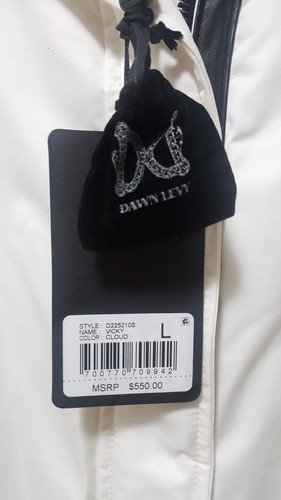 DAWN LEVY
STYLE : D225210S
NAME : VICKY
COLOR : CLOUD
L
700770709942
MSRP $550.00